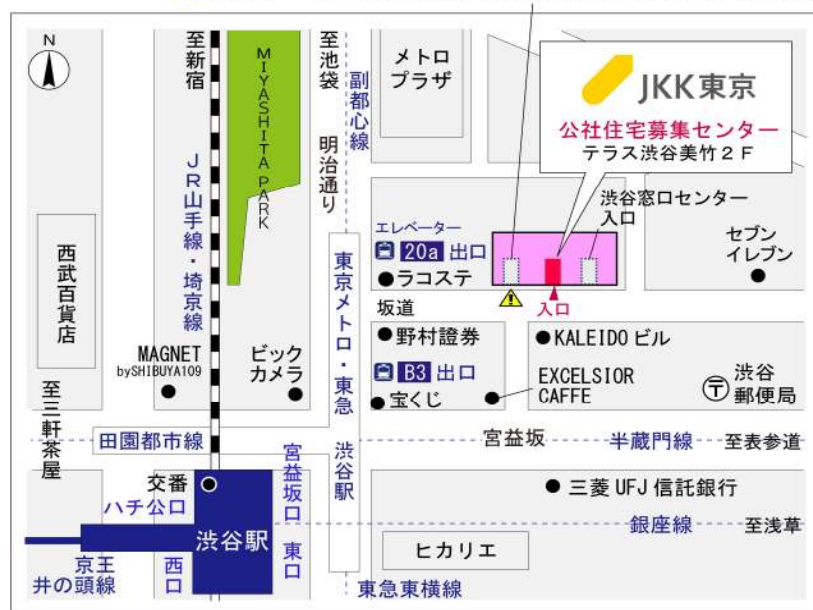 N
至新宿
MIYASHITA PARK
至池袋
明治通り
副都心線
メトロ
プラザ
JKK東京
公社住宅募集センター
テラス渋谷美竹２Ｆ
JR山手線・埼京線
エレベーター
20a 出口
ラコステ
渋谷窓口センター
入口
セブン
イレブン
西武百貨店
東京メトロ・東急
渋谷駅
坂道
入口
野村證券
KALEIDO ビル
MAGNET
bySHIBUYA109
ビック
カメラ
B3 出口
EXCELSIOR
CAFFE
渋谷
郵便局
宝くじ
至三軒茶屋
田園都市線
宮益坂
半蔵門線
至表参道
交番
ハチ公口
宮益坂口
東口
三菱 UFJ 信託銀行
渋谷駅
銀座線
至浅草
京王
井の頭線
西口
ヒカリエ
東急東横線